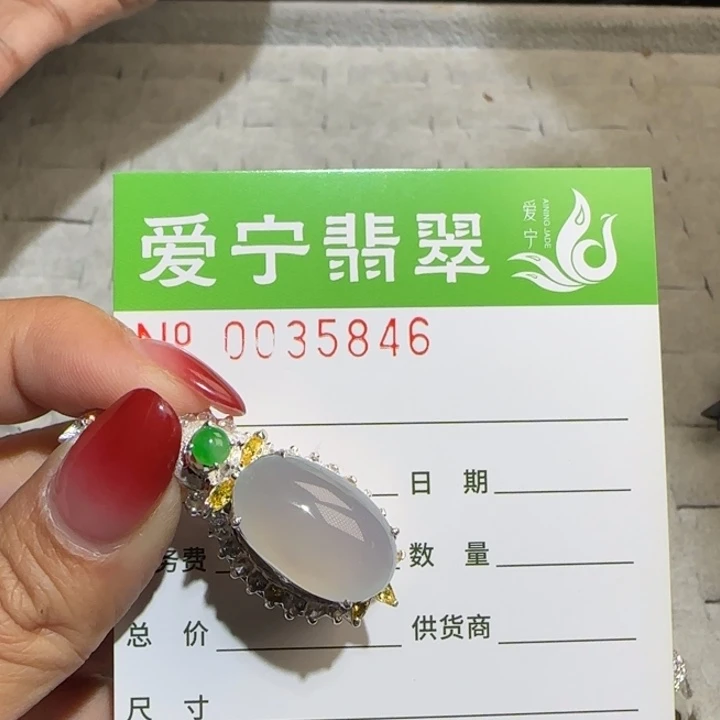 爱宁翡翠
爱宁
AINING JADE
№ 0035846
日 期
务费
数 量
总 价
供货商
尺 寸